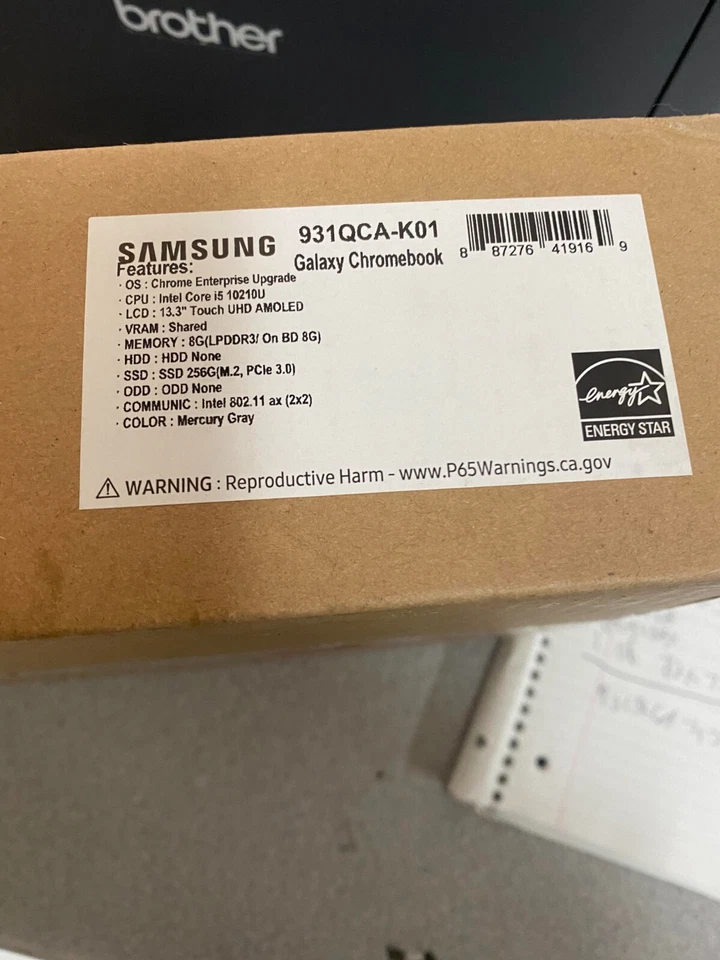 brother
SAMSUNG
931QCA-K01
Galaxy Chromebook
8 87276 41916 9
Features:
· OS : Chrome Enterprise Upgrade
· CPU : Intel Core i5 10210U
· LCD : 13.3" Touch UHD AMOLED
· VRAM : Shared
· MEMORY : 8G(LPDDR3/ On BD 8G)
· HDD : HDD None
· SSD : SSD 256G(M.2, PCIe 3.0)
· ODD : ODD None
· COMMUNIC : Intel 802.11 ax (2x2)
· COLOR : Mercury Gray
energy
ENERGY STAR
⚠ WARNING : Reproductive Harm - www.P65Warnings.ca.gov